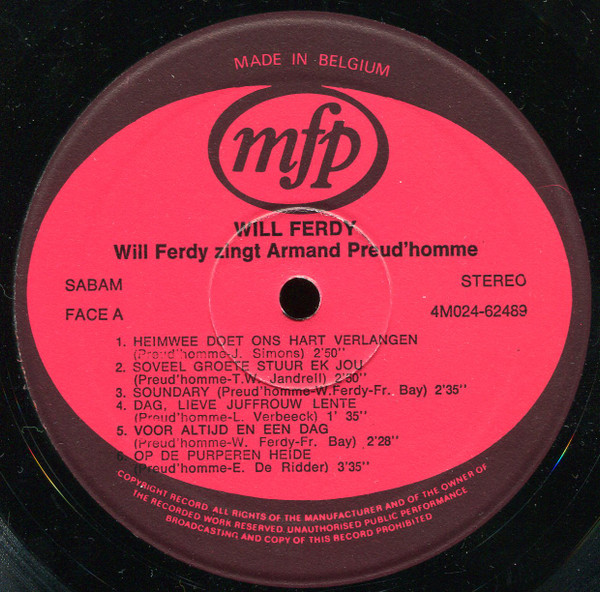 MADE IN BELGIUM
mfp
WILL FERDY
Will Ferdy zingt Armand Preud'homme
SABAM
STEREO
FACE A
4M024-62489
1. HEIMWEE DOET ONS HART VERLANGEN
(Preud'homme-J. Simons) 2'50''
2. SOVEEL GROETE STUUR EK JOU
(Preud'homme-T.W. Jandrell) 2'30''
3. SOUNDARY (Preud'homme-W.Ferdy-Fr. Bay) 2'35''
4. DAG, LIEVE JUFFROUW LENTE
(Preud'homme-L. Verbeeck) 1' 35''
5. VOOR ALTIJD EN EEN DAG
(Preud'homme-W. Ferdy-Fr. Bay) 2'28''
6. OP DE PURPEREN HEIDE
(Preud'homme-E. De Ridder) 3'35''
COPYRIGHT RECORD. ALL RIGHTS OF THE MANUFACTURER AND OF THE OWNER OF
THE RECORDED WORK RESERVED. UNAUTHORISED PUBLIC PERFORMANCE
BROADCASTING AND COPY OF THIS RECORD PROHIBITED